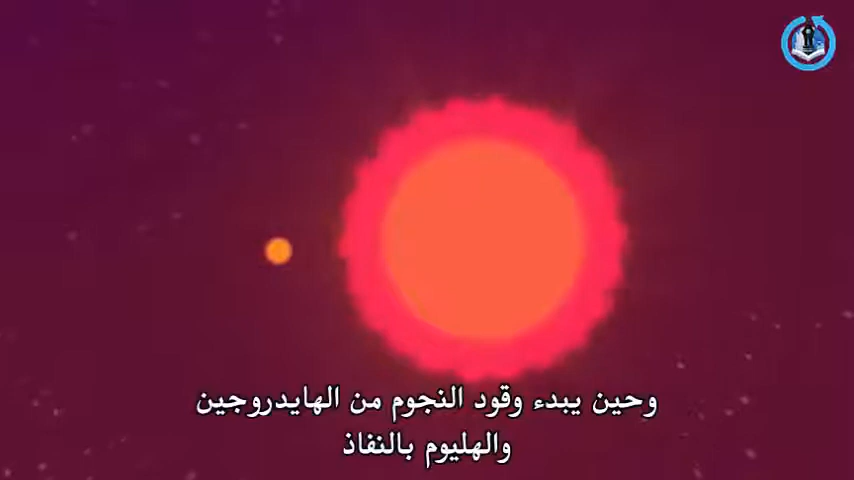 وحين يبدء وقود النجوم من الهايدروجين
والهليوم بالنفاذ